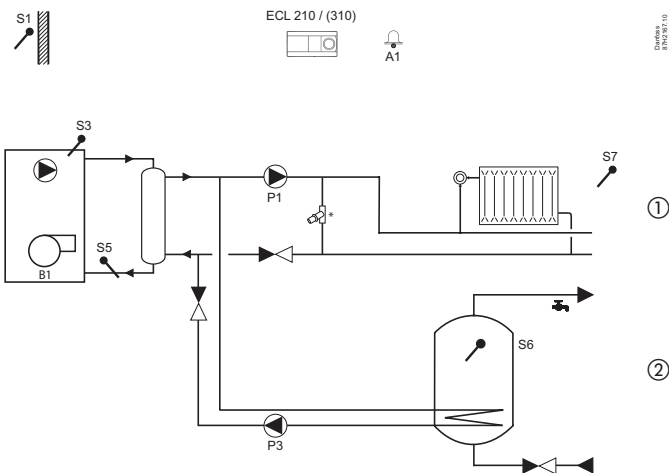 S1
ECL 210 / (310)
A1
Danfoss
87H2167.10
S3
S7
P1
*
1
S5
B1
S6
2
P3